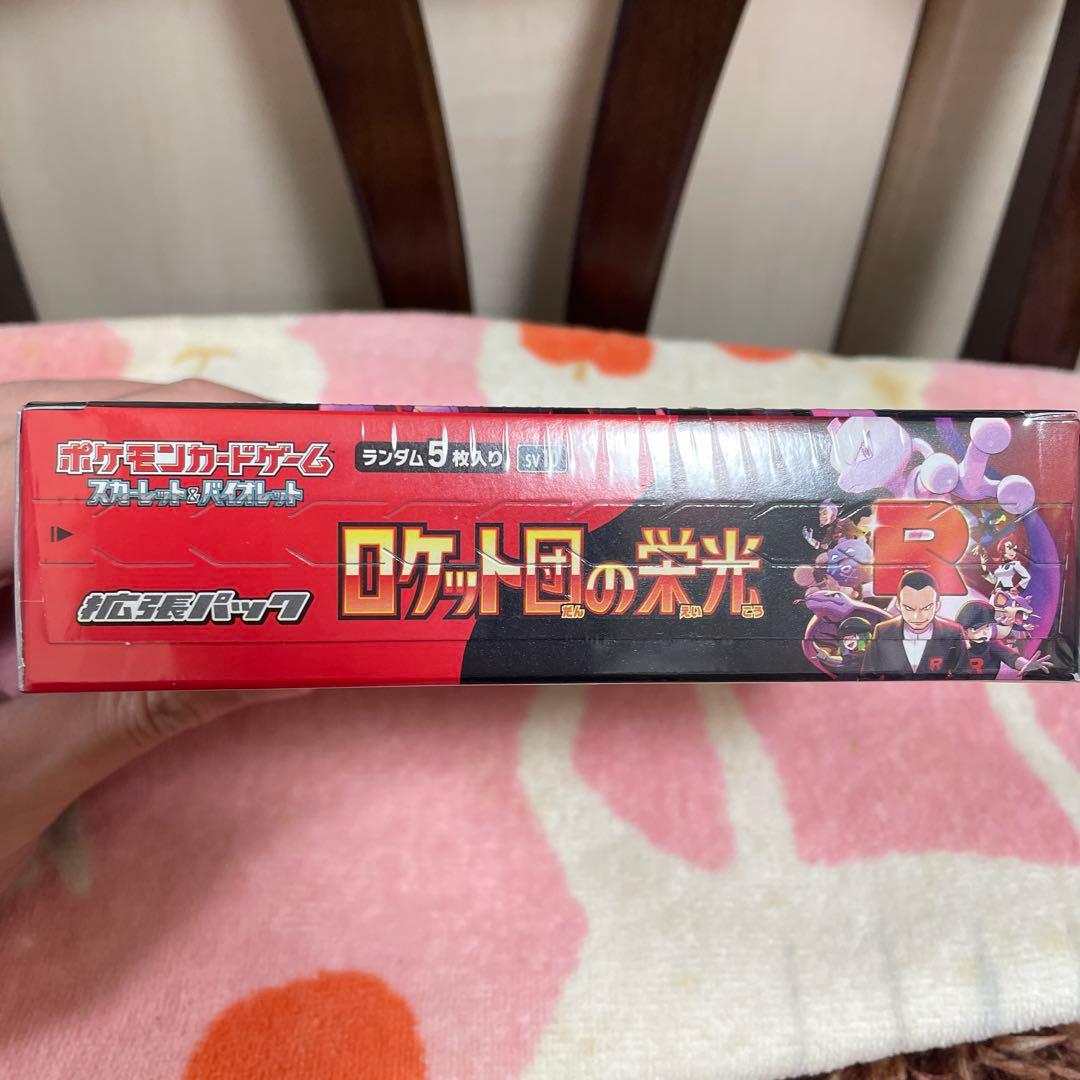 ポケモンカードゲーム
スカーレット&バイオレット
ランダム5枚入り
拡張パック
ロケット団の栄光
だん えい こう
R
R R